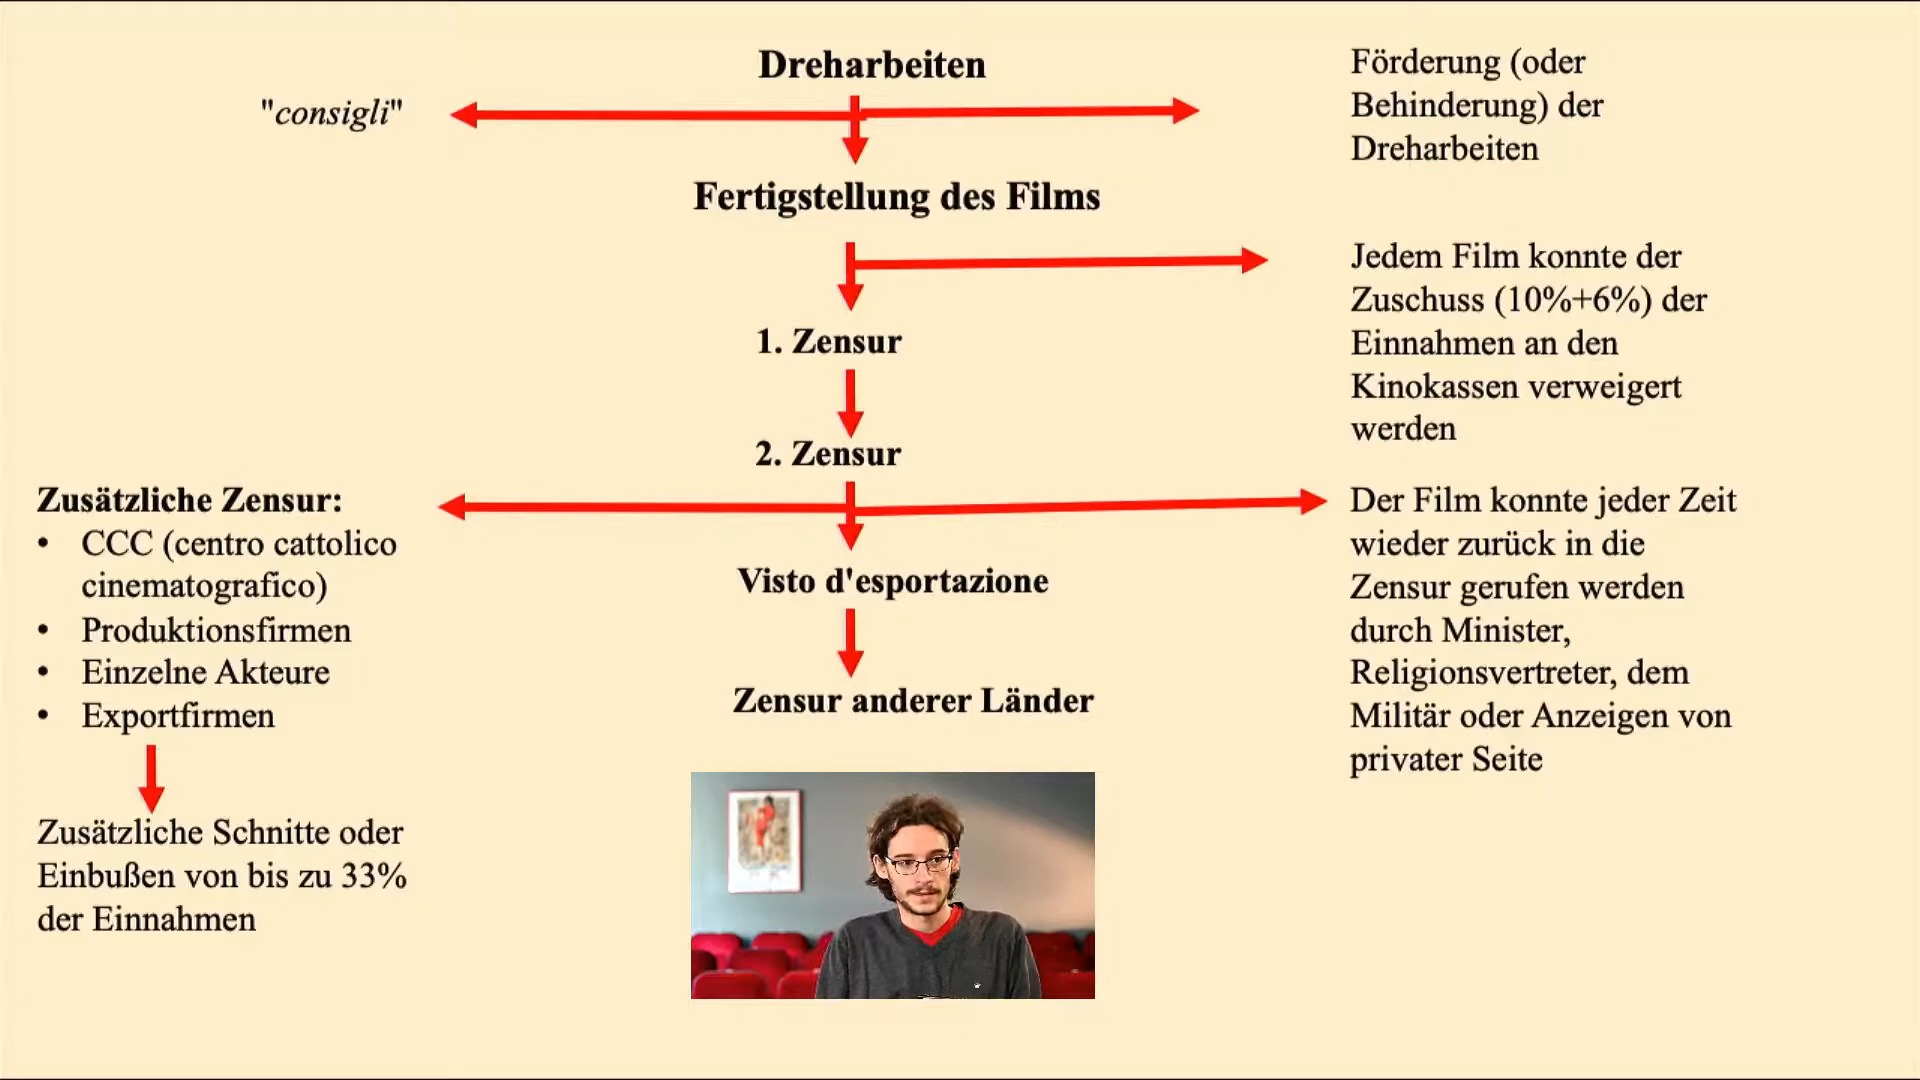 Dreharbeiten
"consigli"
Förderung (oder
Behinderung) der
Dreharbeiten
Fertigstellung des Films
Jedem Film konnte der
Zuschuss (10%+6%) der
Einnahmen an den
Kinokassen verweigert
werden
1. Zensur
2. Zensur
Zusätzliche Zensur:
• CCC (centro cattolico
cinematografico)
• Produktionsfirmen
• Einzelne Akteure
• Exportfirmen
Zusätzliche Schnitte oder
Einbußen von bis zu 33%
der Einnahmen
Visto d'esportazione
Zensur anderer Länder
Der Film konnte jeder Zeit
wieder zurück in die
Zensur gerufen werden
durch Minister,
Religionsvertreter, dem
Militär oder Anzeigen von
privater Seite